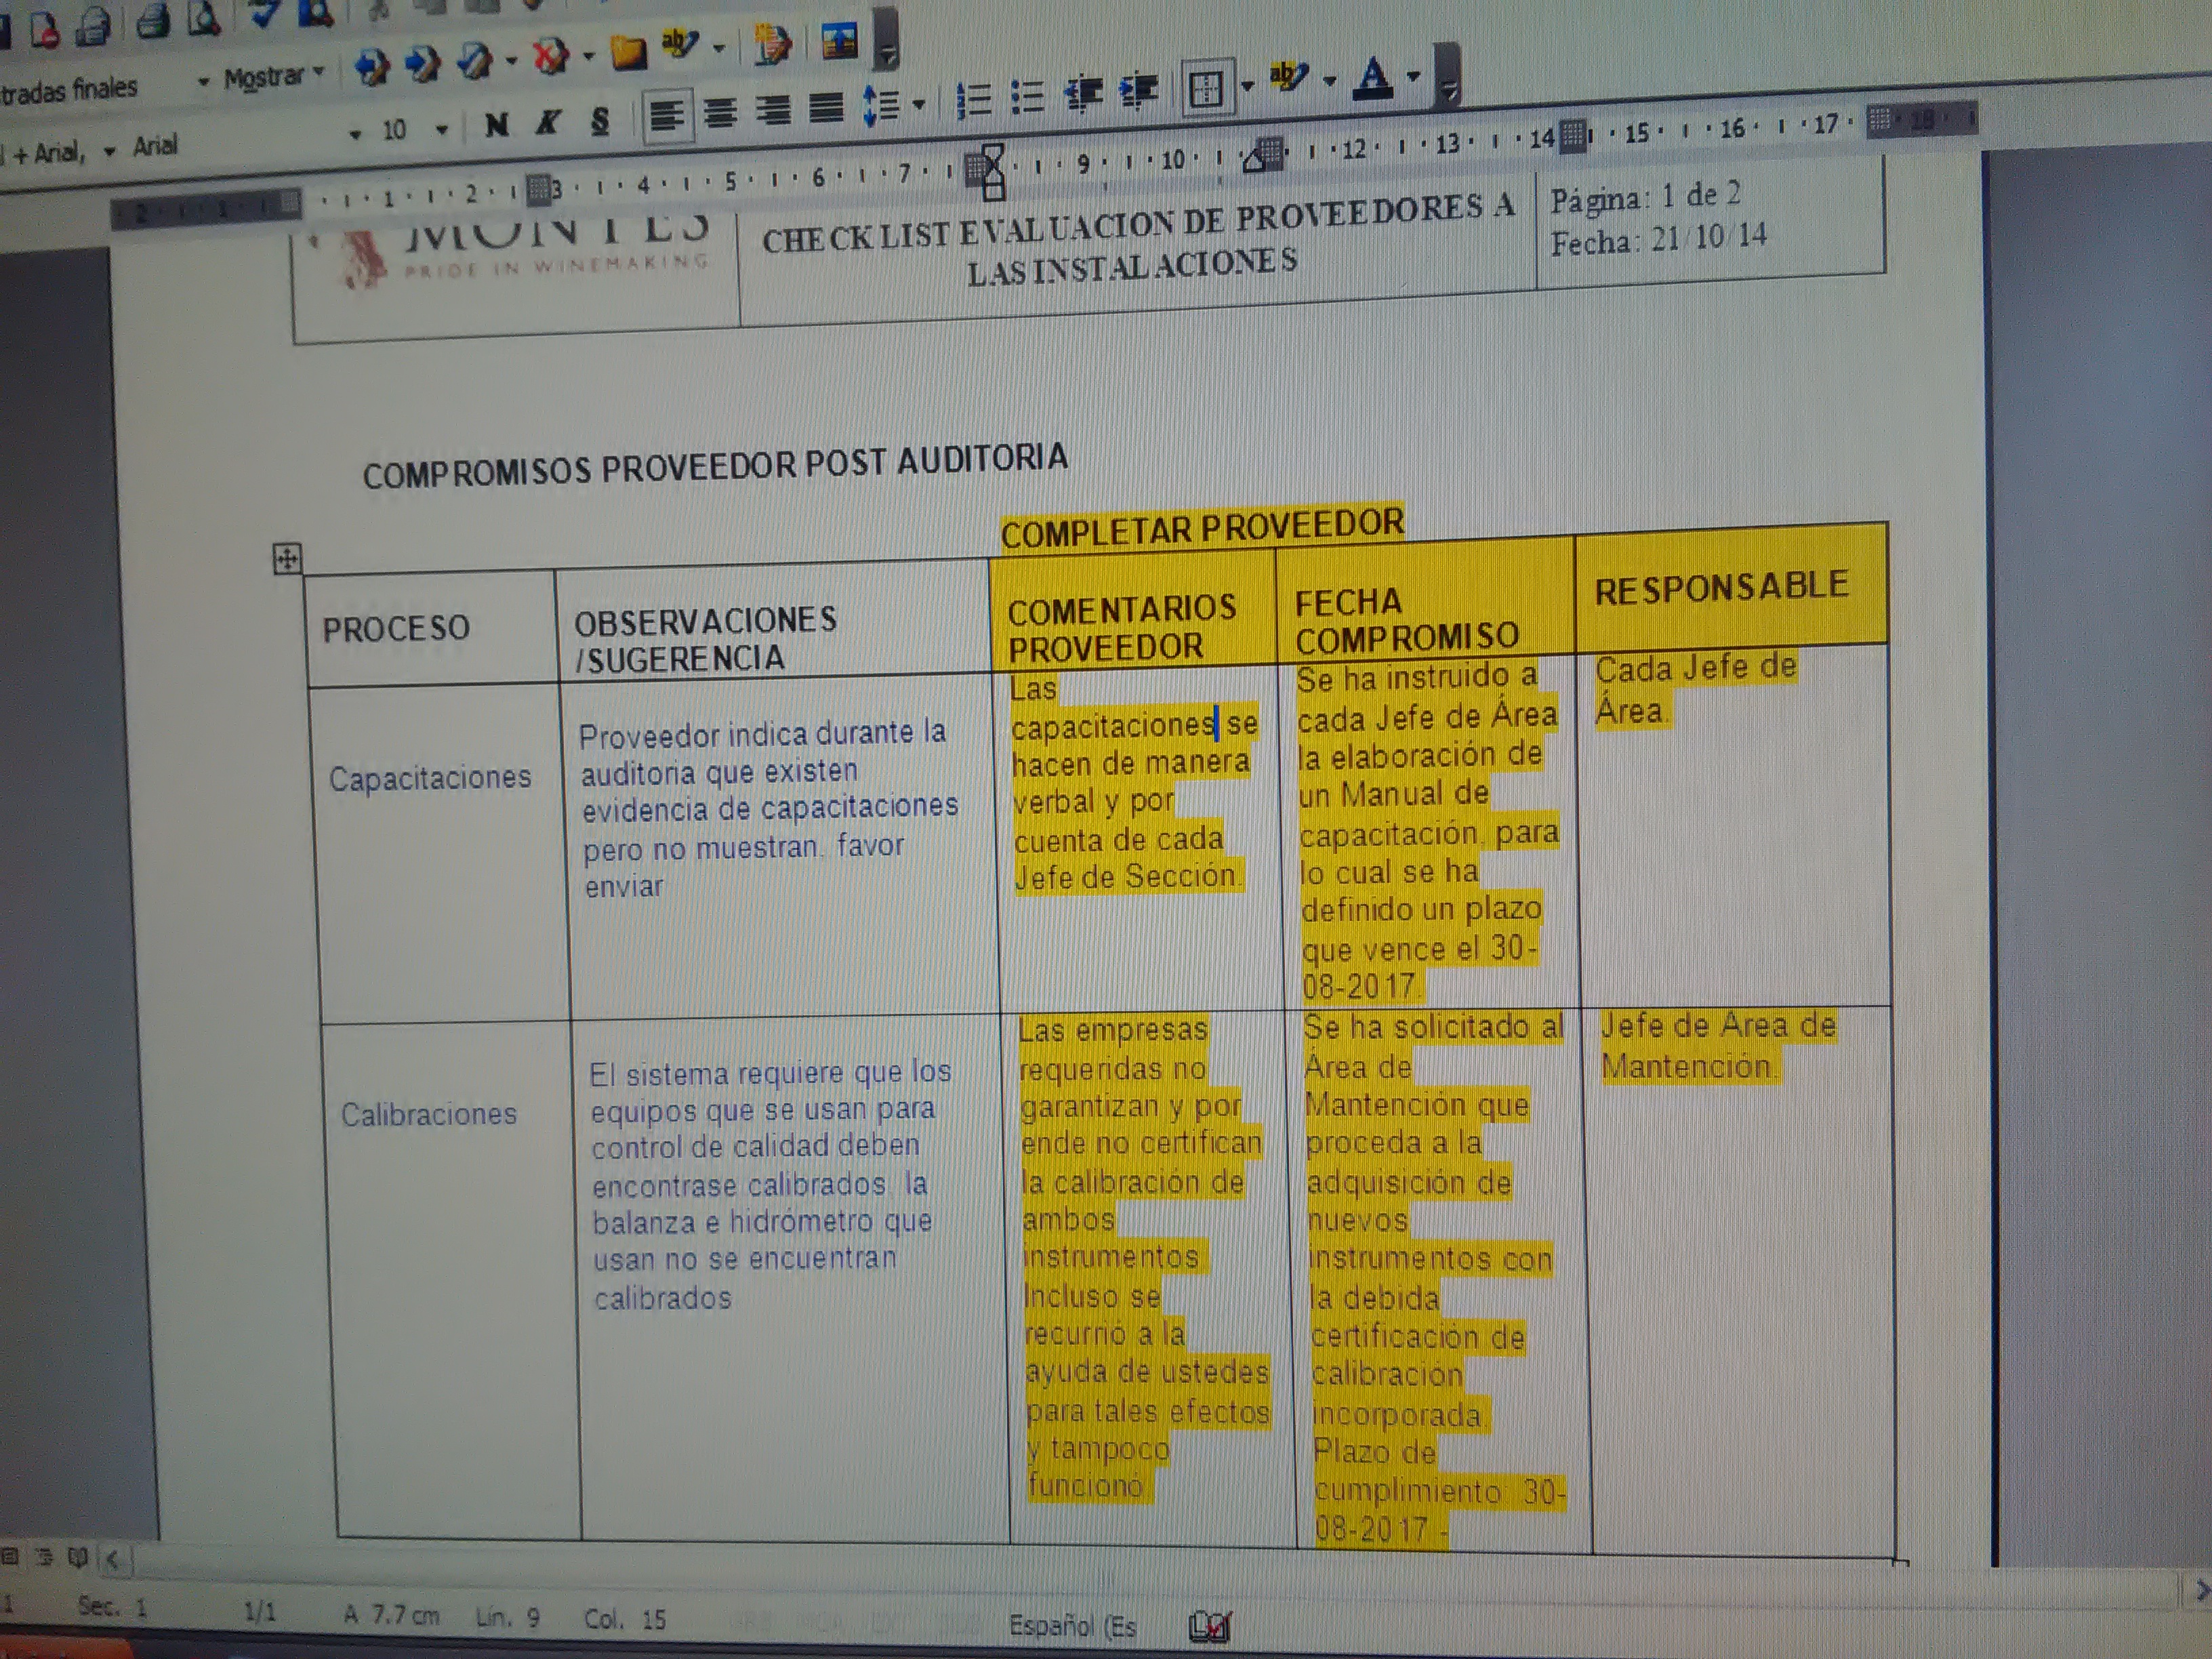 tradas finales
Mostrar
+ Arial,
Arial
10
N K S
2 1 1 1 1 2 3 4 5 6 7 9 10 12 13 14 15 16 17 18
MONTES
PRIDE IN WINEMAKING
CHECK LIST EVALUACION DE PROVEEDORES A
LAS INSTALACIONES
Página: 1 de 2
Fecha: 21/10/14
COMPROMISOS PROVEEDOR POST AUDITORIA
COMPLETAR PROVEEDOR
PROCESO
OBSERVACIONES
/SUGERENCIA
COMENTARIOS
PROVEEDOR
FECHA
COMPROMISO
RESPONSABLE
Capacitaciones
Proveedor indica durante la
auditoria que existen
evidencia de capacitaciones
pero no muestran, favor
enviar
Las
capacitaciones se
hacen de manera
verbal y por
cuenta de cada
Jefe de Sección.
Se ha instruido a
cada Jefe de Área
la elaboración de
un Manual de
capacitación, para
lo cual se ha
definido un plazo
que vence el 30-
08-2017.
Cada Jefe de
Área.
Calibraciones
El sistema requiere que los
equipos que se usan para
control de calidad deben
encontrase calibrados, la
balanza e hidrómetro que
usan no se encuentran
calibrados
Las empresas
requeridas no
garantizan y por
ende no certifican
la calibración de
ambos
instrumentos.
Incluso se
recurrió a la
ayuda de ustedes
para tales efectos
y tampoco
funcionó.
Se ha solicitado al
Área de
Mantención que
proceda a la
adquisición de
nuevos
instrumentos con
la debida
certificación de
calibración
incorporada.
Plazo de
cumplimiento: 30-
08-2017.-
Jefe de Área de
Mantención.
1
Sec. 1
1/1
A 7.7 cm
Lín. 9
Col. 15
Español (Es